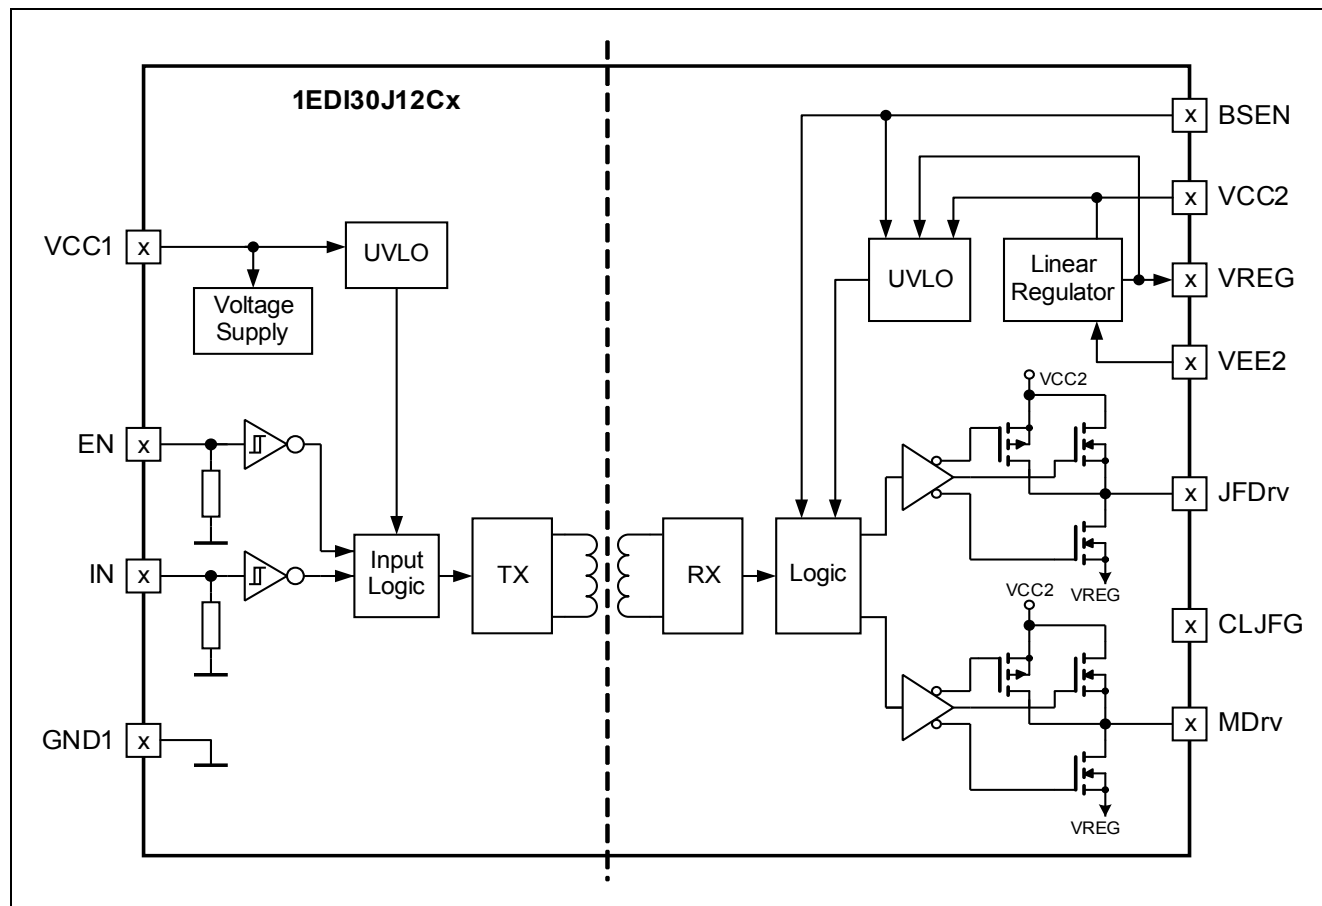 1EDI30J12Cx
x BSEN
x VCC2
VCC1 x
UVLO
UVLO
Linear
Regulator
x VREG
Voltage
Supply
x VEE2
VCC2
EN x
x JFDrv
IN x
Input
Logic
TX
RX
Logic
VREG
VCC2
x CLJFG
GND1 x
x MDrv
VREG